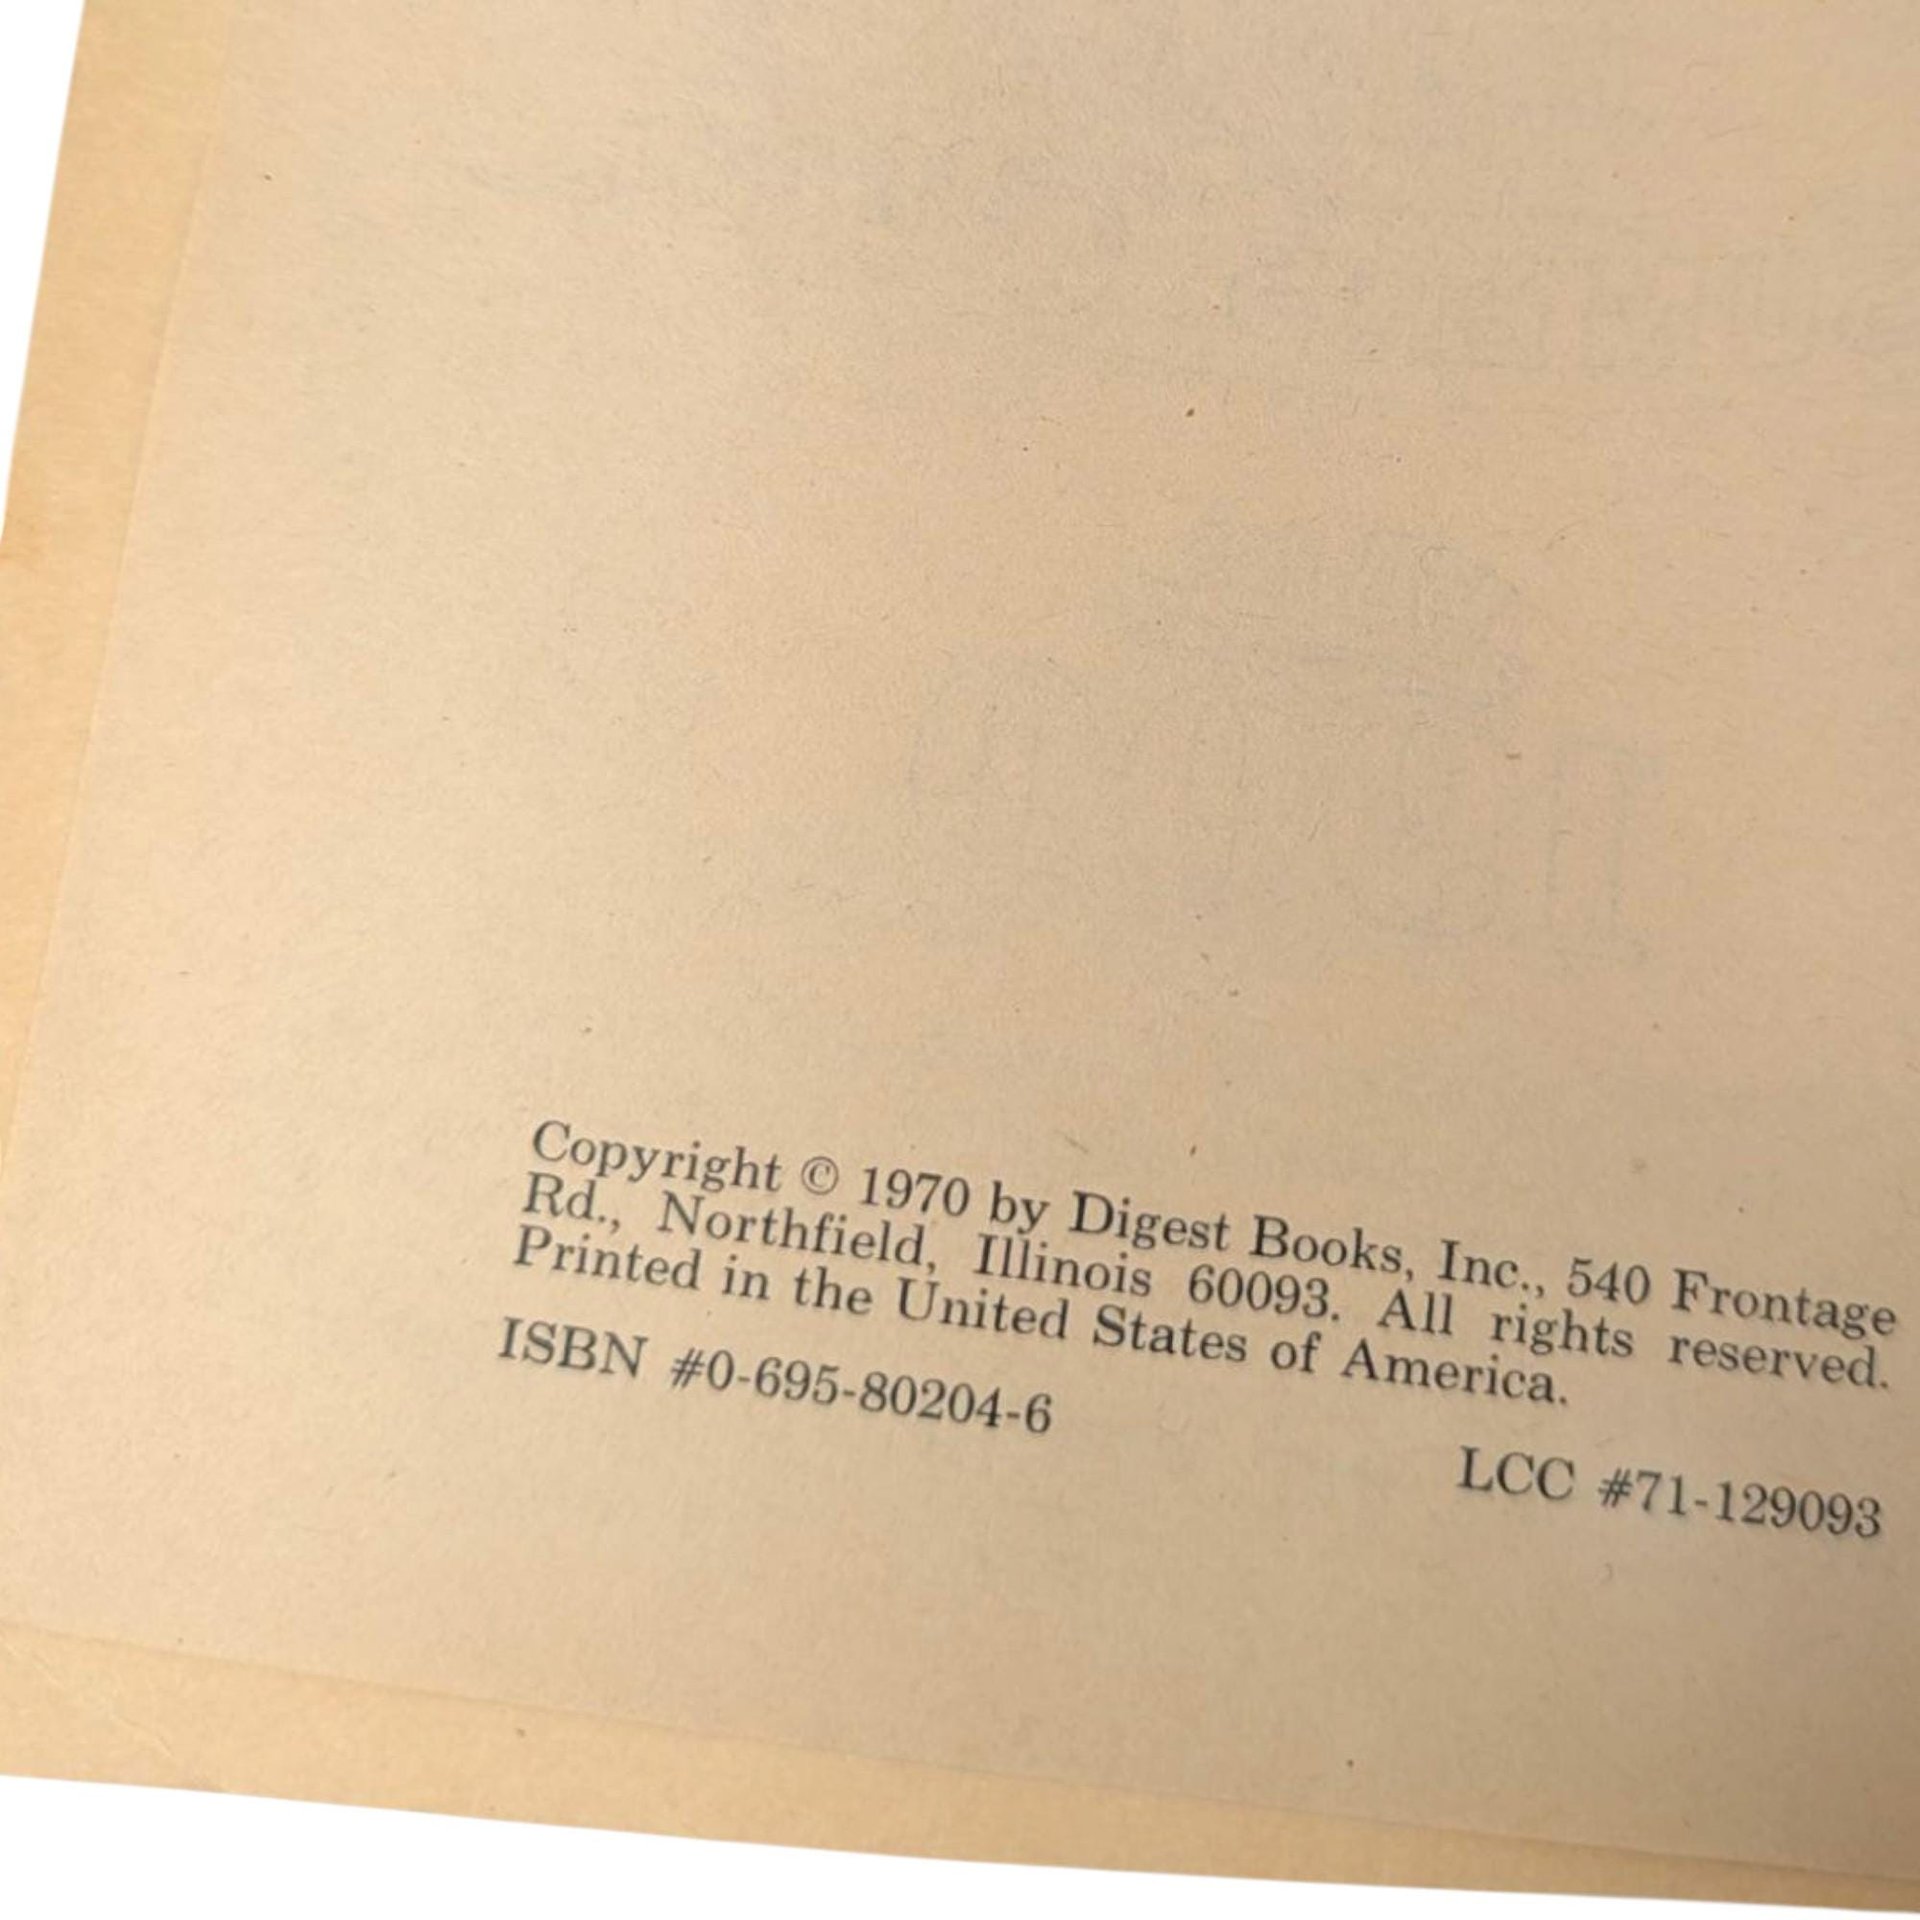 Copyright © 1970 by Digest Books, Inc., 540 Frontage
Rd., Northfield, Illinois 60093. All rights reserved.
Printed in the United States of America.
ISBN #0-695-80204-6
LCC #71-129093